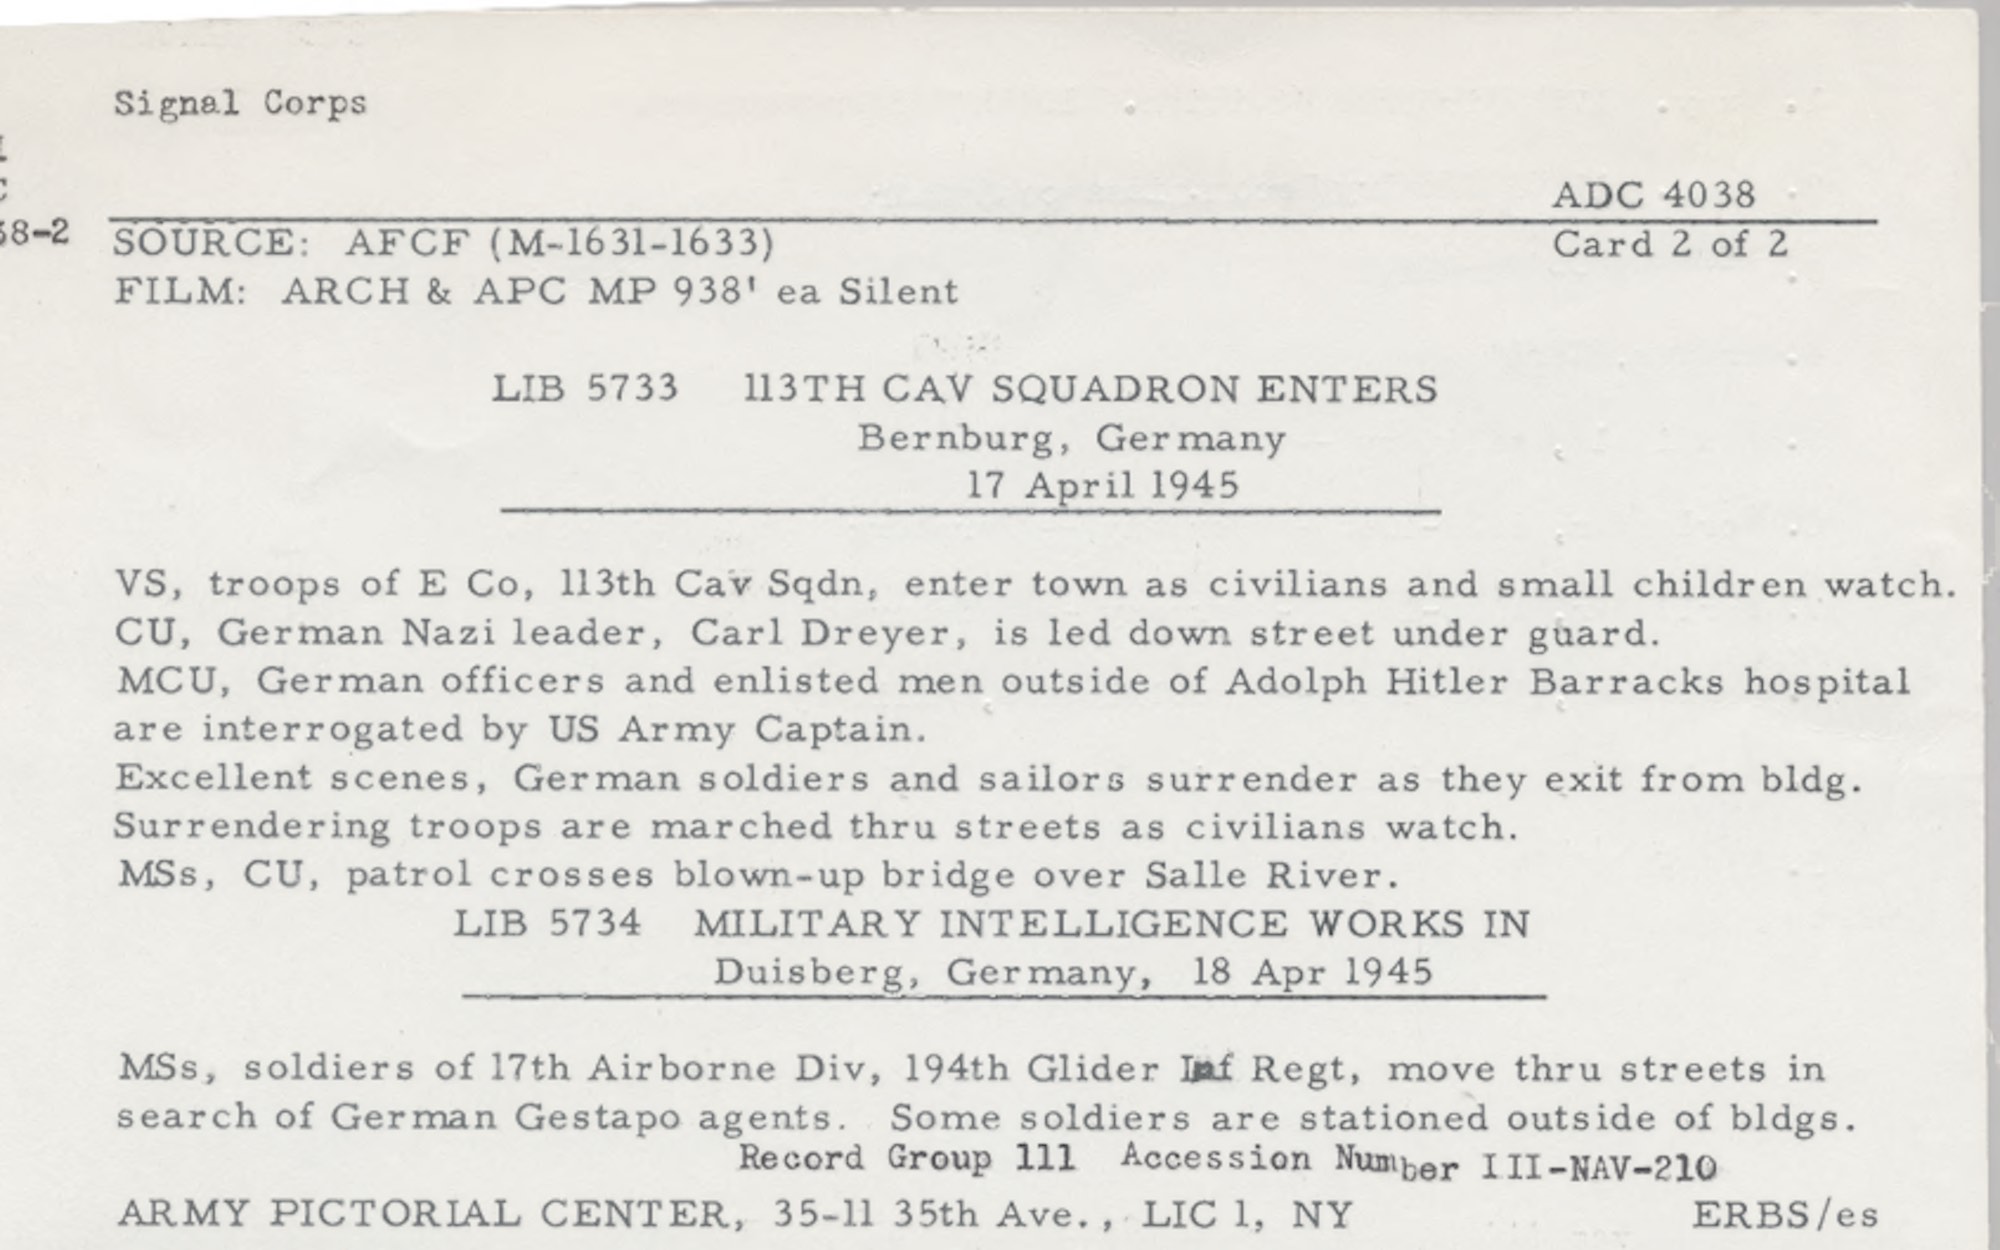 Signal Corps
ADC 4038
58-2
SOURCE: AFCF (M-1631-1633)
Card 2 of 2
FILM: ARCH & APC MP 938' ea Silent
LIB 5733 113TH CAV SQUADRON ENTERS
Bernburg, Germany
17 April 1945
VS, troops of E Co, 113th Cav Sqdn, enter town as civilians and small children watch.
CU, German Nazi leader, Carl Dreyer, is led down street under guard.
MCU, German officers and enlisted men outside of Adolph Hitler Barracks hospital
are interrogated by US Army Captain.
Excellent scenes, German soldiers and sailors surrender as they exit from bldg.
Surrendering troops are marched thru streets as civilians watch.
MSs, CU, patrol crosses blown-up bridge over Salle River.
LIB 5734 MILITARY INTELLIGENCE WORKS IN
Duisberg, Germany, 18 Apr 1945
MSs, soldiers of 17th Airborne Div, 194th Glider Inf Regt, move thru streets in
search of German Gestapo agents. Some soldiers are stationed outside of bldgs.
Record Group 111 Accession Number III-NAV-210
ARMY PICTORIAL CENTER, 35-11 35th Ave., LIC 1, NY
ERBS/es